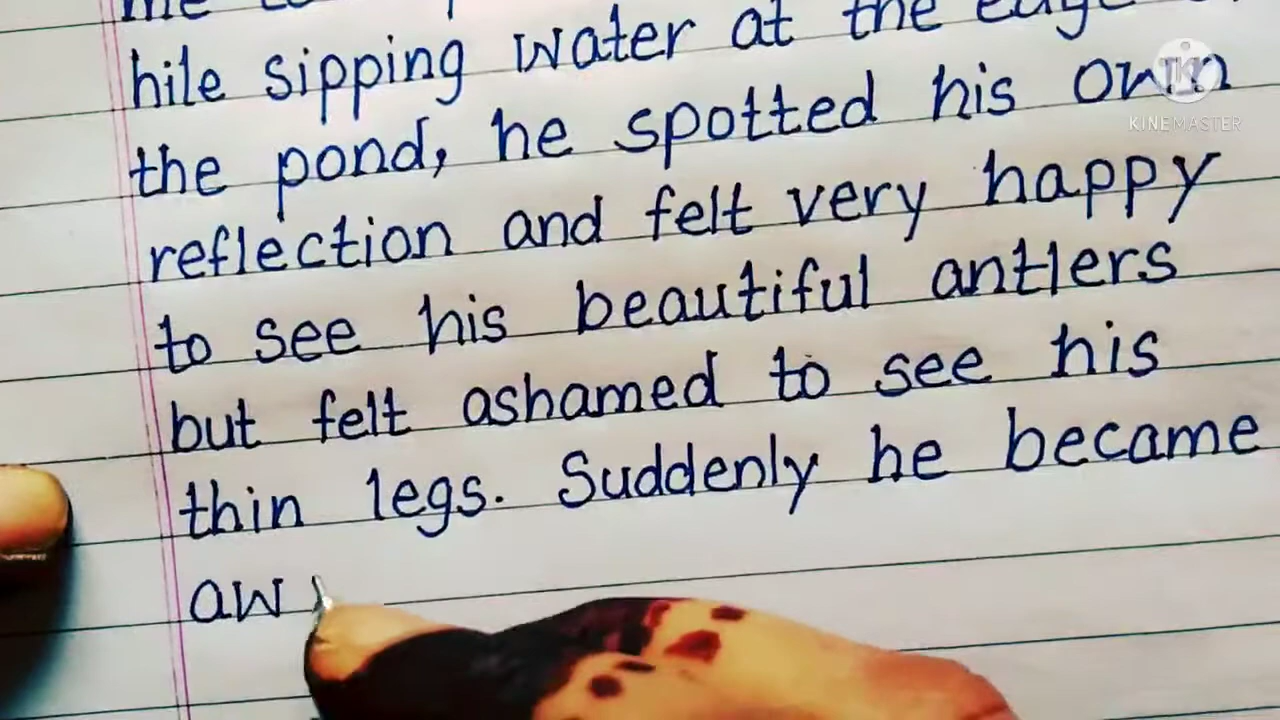 hile sipping water at the edge
the pond, he spotted his own
reflection and felt very happy
to see his beautiful antlers
but felt ashamed to see his
thin legs. Suddenly he became
aw
KINEMASTER